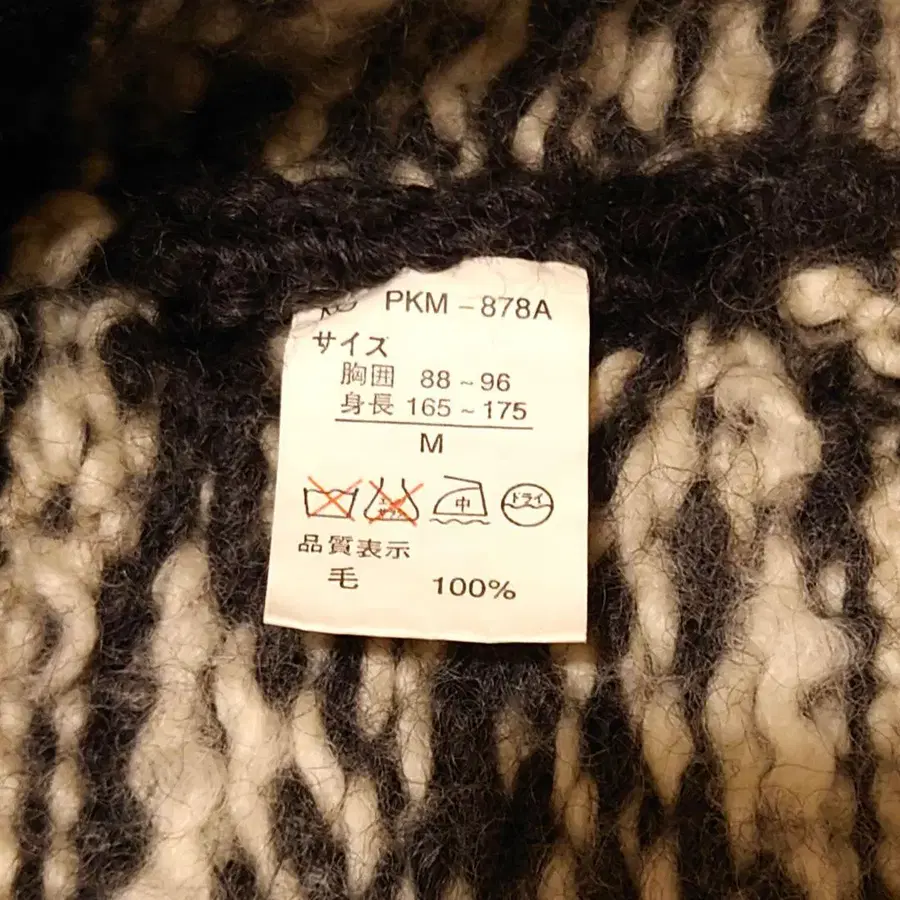 PKM-878A
サイズ
胸囲 88~96
身長 165~175
M
中 ドライ
品質表示
毛 100%